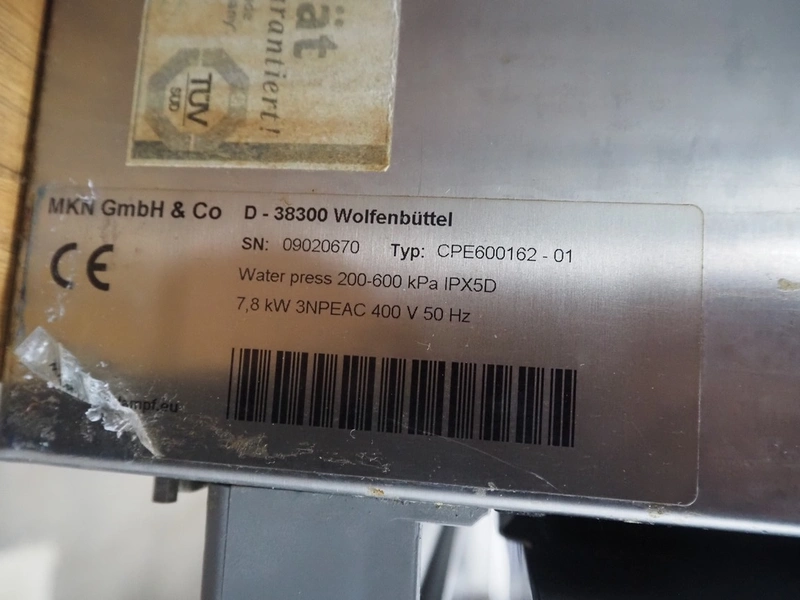 ät
arantiert!
TÜV
SÜD
MKN GmbH & Co D - 38300 Wolfenbüttel
SN: 09020670 Typ: CPE600162 - 01
CE
Water press 200-600 kPa IPX5D
7,8 kW 3NPEAC 400 V 50 Hz
ampf.eu